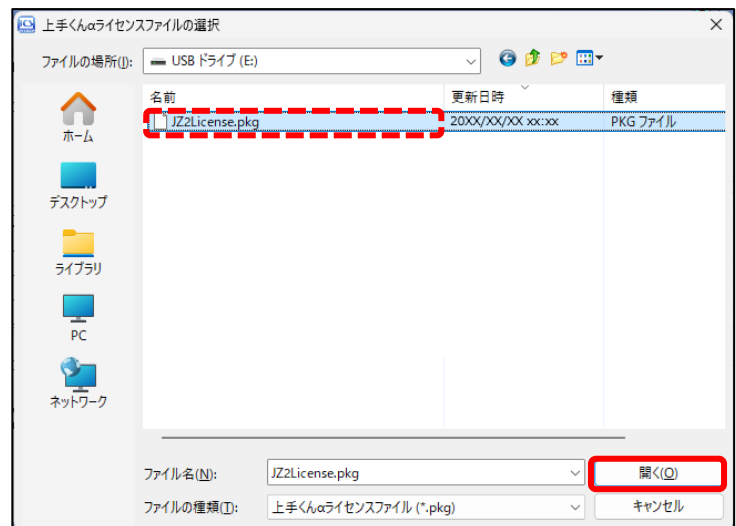 上手くんαライセンスファイルの選択
ファイルの場所(I):
USB ドライブ (E:)
名前
更新日時
種類
JZ2License.pkg
20XX/XX/XX xx:xx
PKG ファイル
ホーム
デスクトップ
ライブラリ
PC
ネットワーク
ファイル名(N):
JZ2License.pkg
開く(O)
ファイルの種類(T):
上手くんαライセンスファイル (*.pkg)
キャンセル